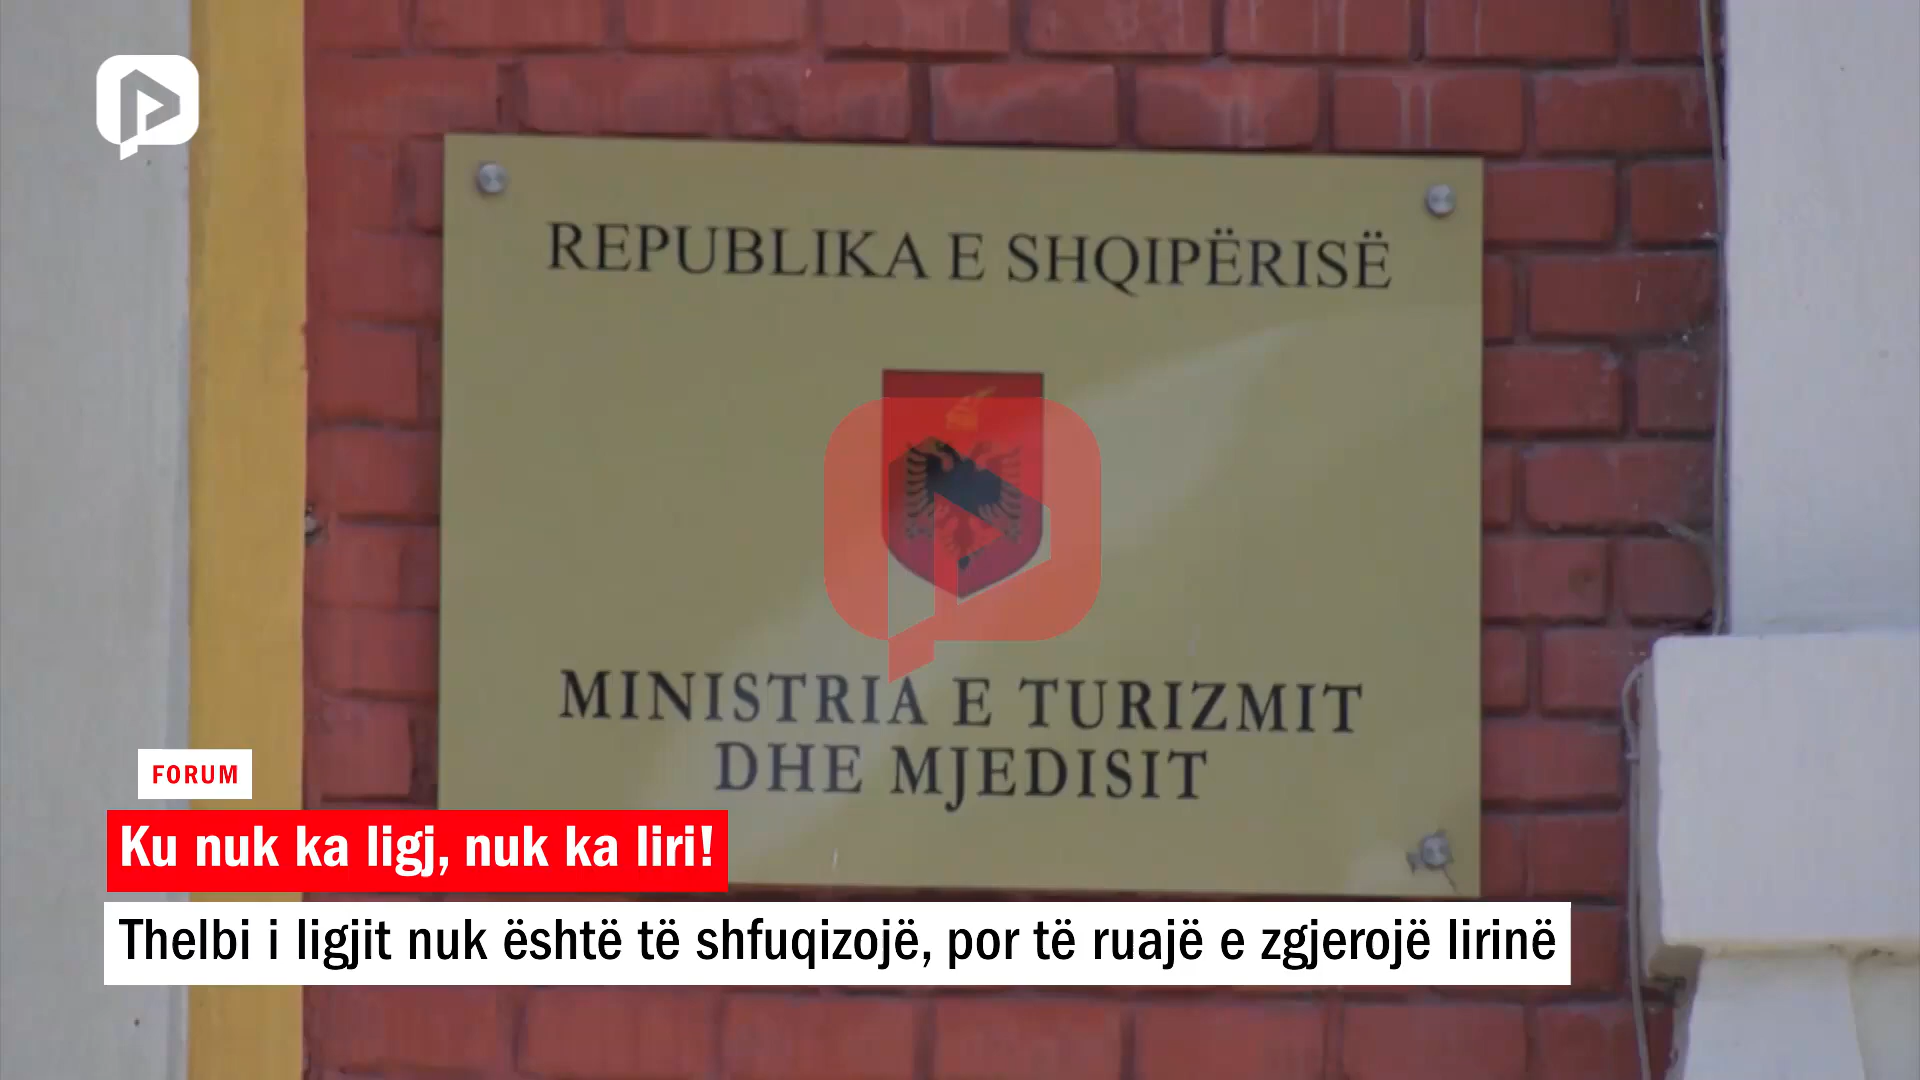 REPUBLIKA E SHQIPËRISË
MINISTRIA E TURIZMIT
DHE MJEDISIT
FORUM
Ku nuk ka ligj, nuk ka liri!
Thelbi i ligjit nuk është të shfuqizojë, por të ruajë e zgjerojë lirinë